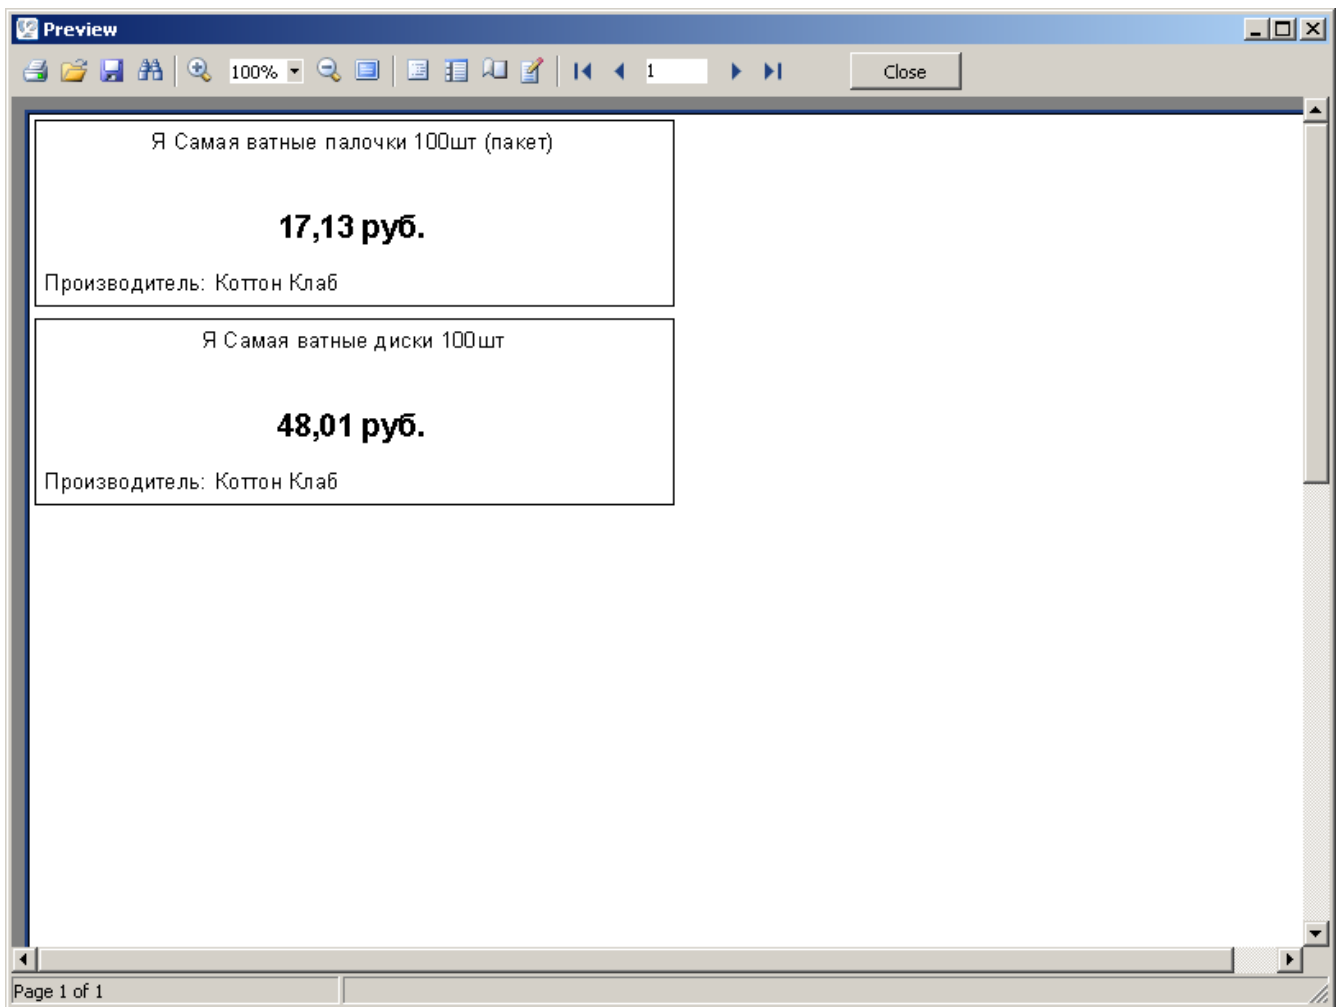 Preview
100%
1
Close
Я Самая ватные палочки 100шт (пакет)
17,13 руб.
Производитель: Коттон Клаб
Я Самая ватные диски 100шт
48,01 руб.
Производитель: Коттон Клаб
Page 1 of 1